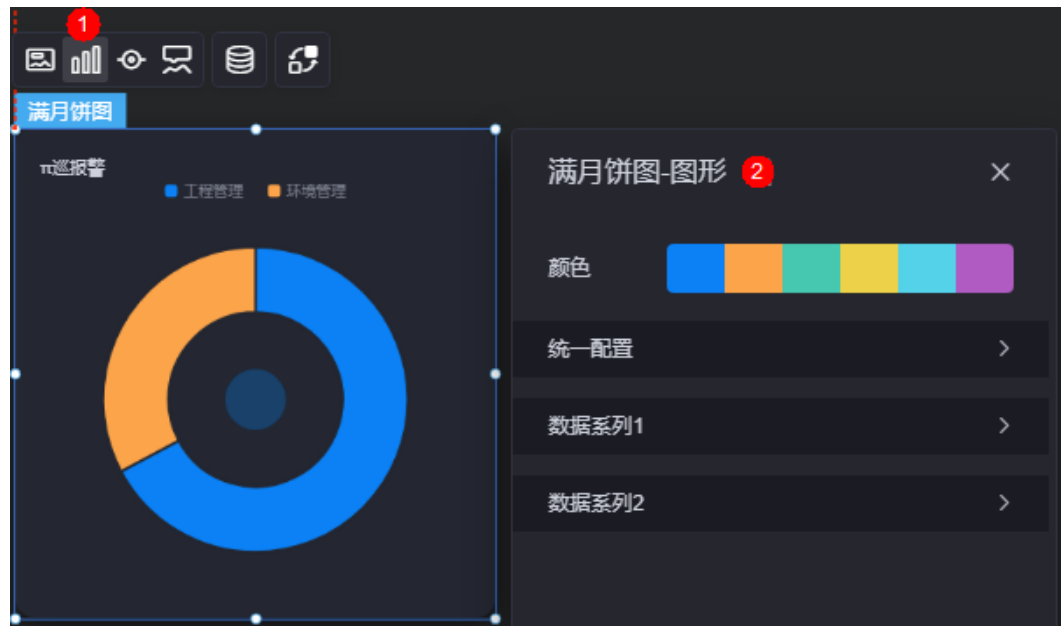 1
满月饼图
π巡报警
工程管理 环境管理
满月饼图-图形 2
颜色
统一配置
数据系列1
数据系列2